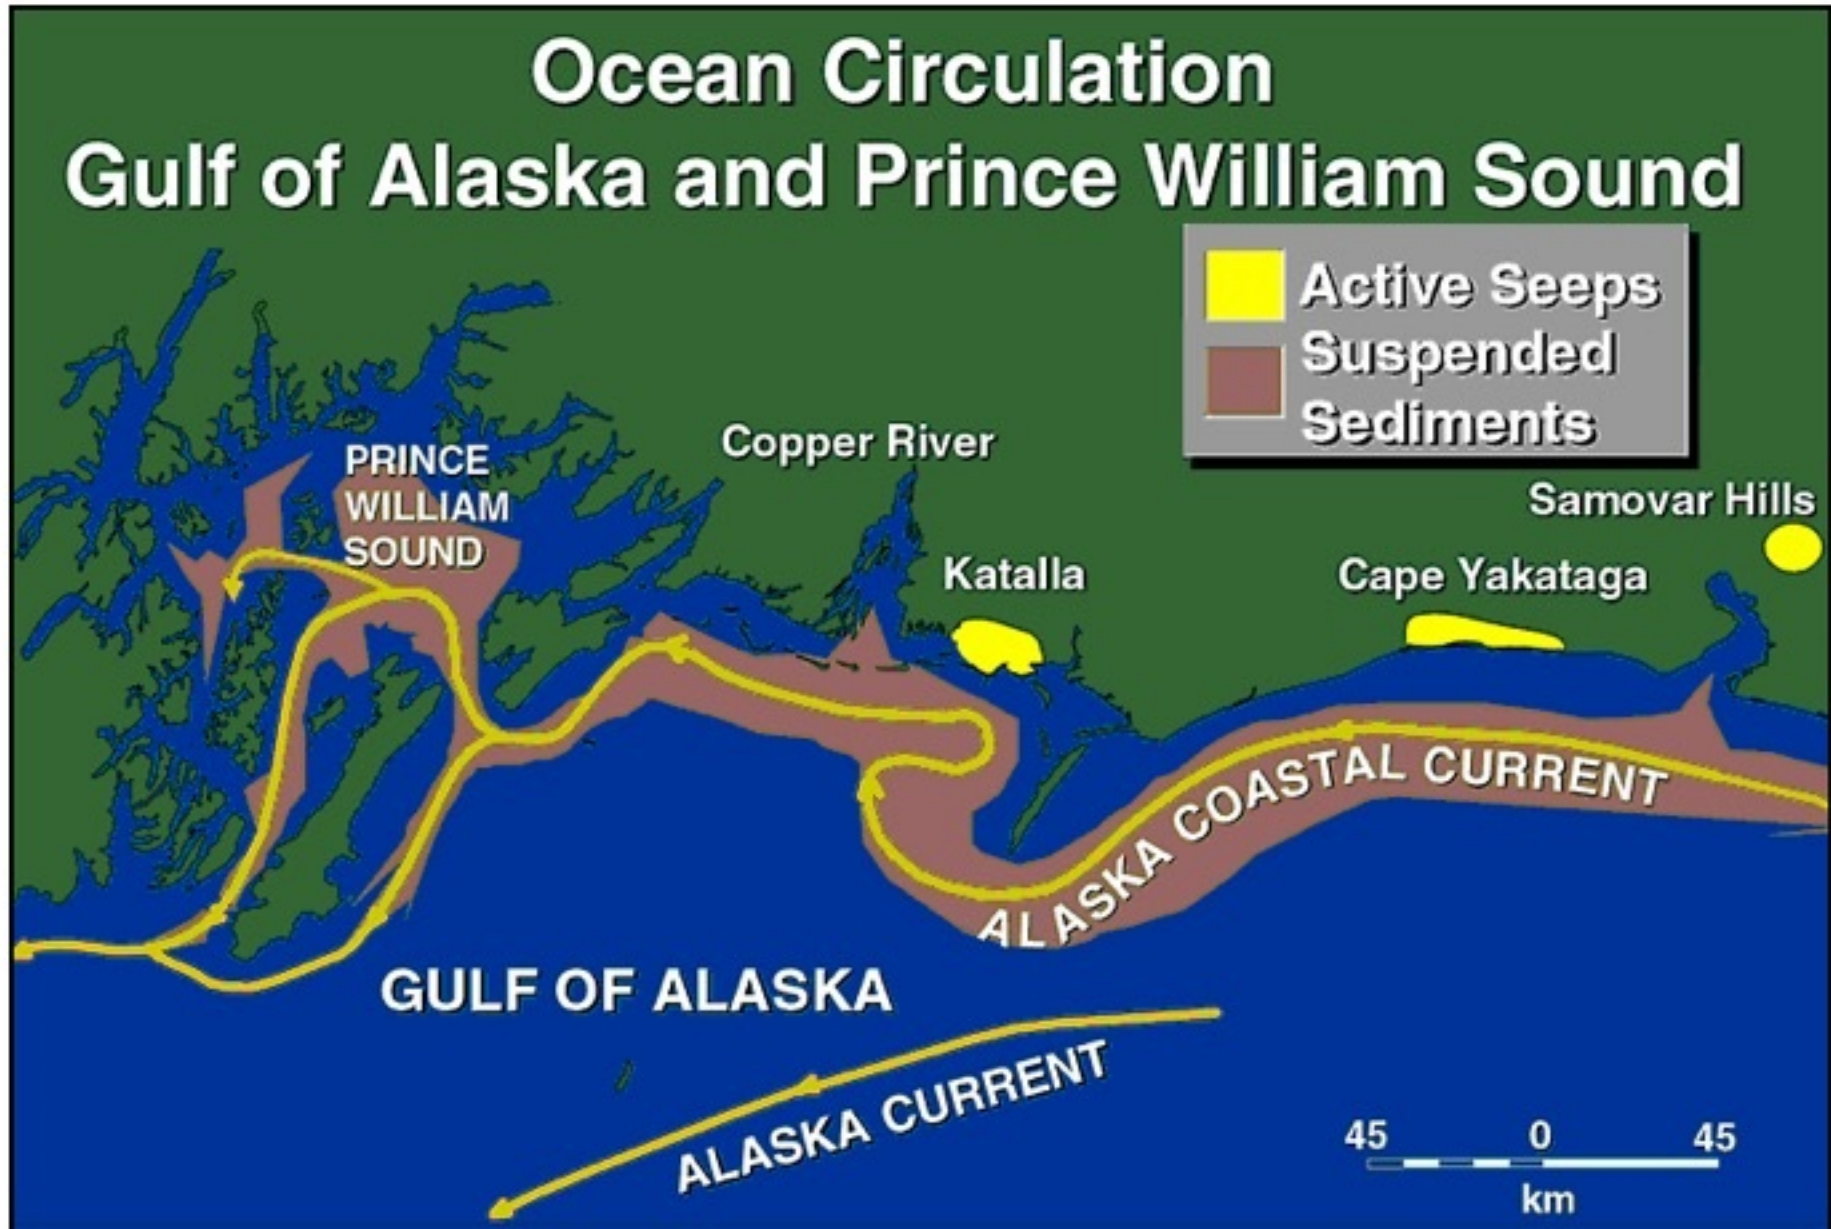 Ocean Circulation
Gulf of Alaska and Prince William Sound
Active Seeps
Suspended
Sediments
PRINCE
WILLIAM
SOUND
Copper River
Katalla
Cape Yakataga
Samovar Hills
ALASKA COASTAL CURRENT
GULF OF ALASKA
ALASKA CURRENT
45 0 45
km